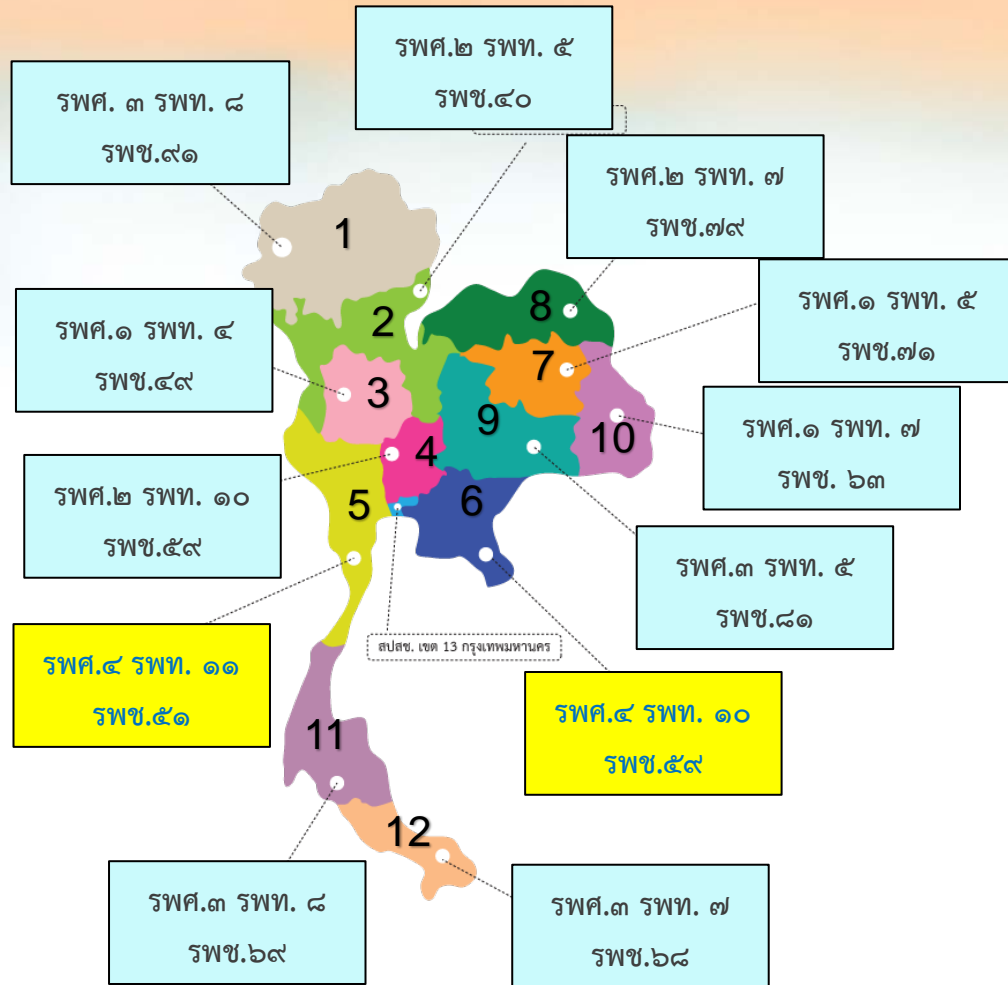 รพศ.๒ รพท. ๕
รพช.๔๐
รพศ. ๓ รพท. ๘
รพช.๙๑
รพศ.๒ รพท. ๗
รพช.๗๙
1
รพศ.๑ รพท. ๕
รพช.๗๑
8
รพศ.๑ รพท. ๔
รพช.๔๙
2
7
3
9
10
รพศ.๑ รพท. ๗
รพช. ๖๓
4
รพศ.๒ รพท. ๑๐
รพช.๕๙
5
6
รพศ.๓ รพท. ๕
รพช.๘๑
สปสช. เขต 13 กรุงเทพมหานคร
รพศ.๔ รพท. ๑๑
รพช.๕๑
รพศ.๔ รพท. ๑๐
รพช.๕๙
11
12
รพศ.๓ รพท. ๘
รพช.๖๙
รพศ.๓ รพท. ๗
รพช.๖๘